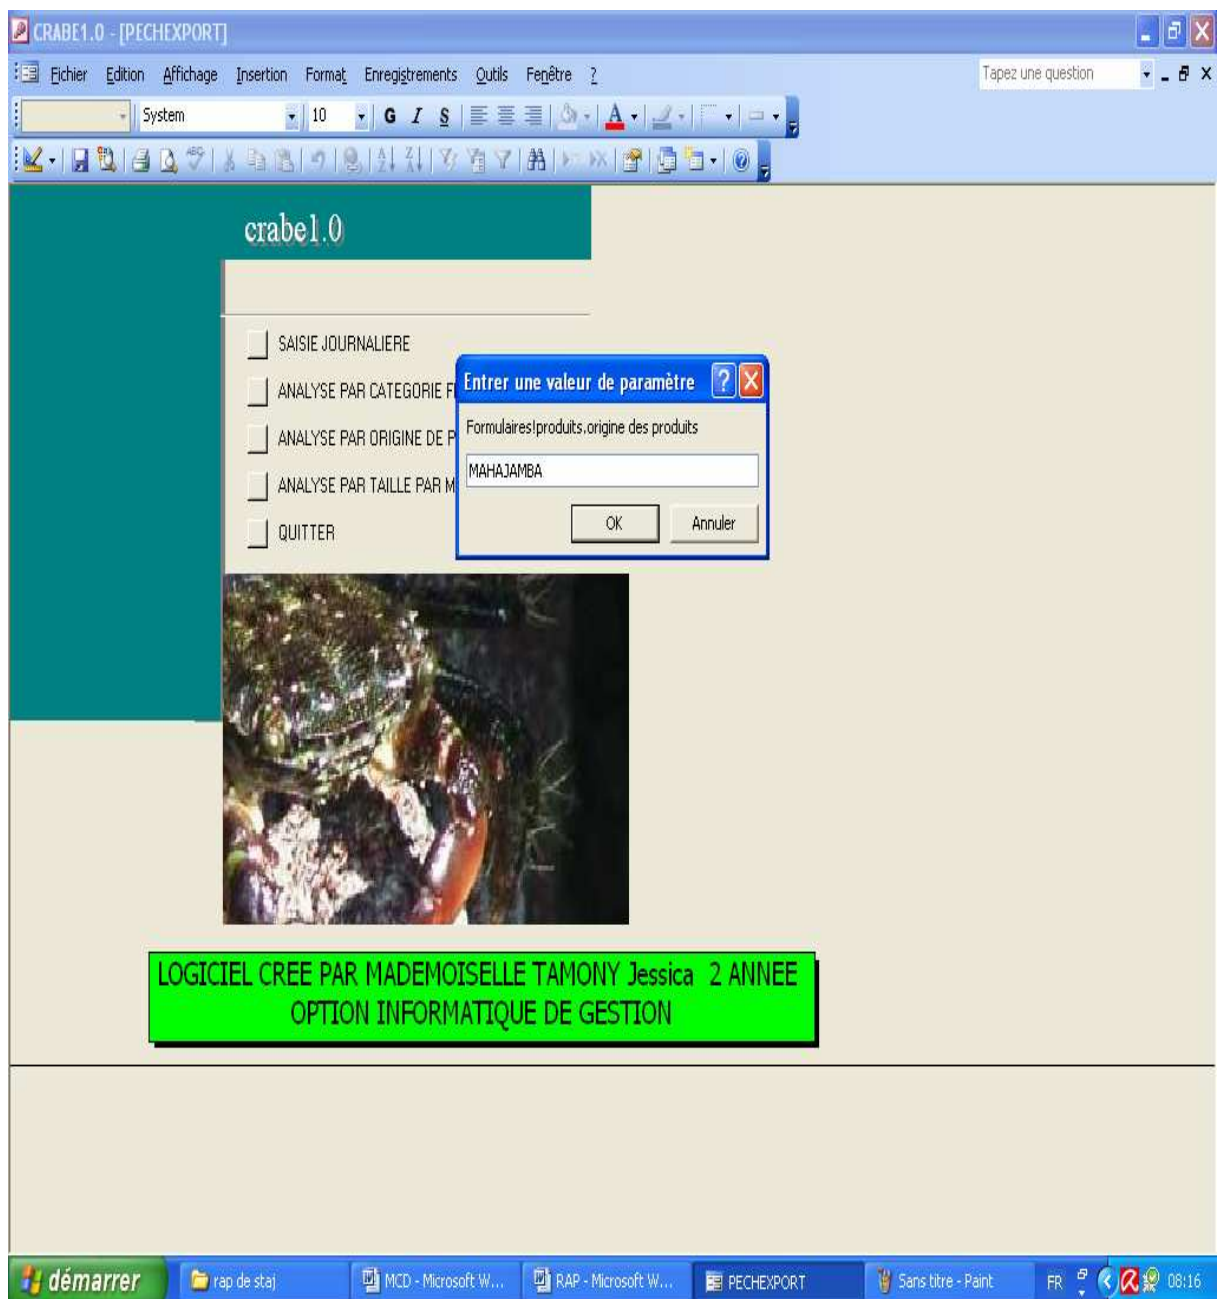 CRABE1.0 - [PECHEXPORT]
Fichier Edition Affichage Insertion Format Enregistrements Outils Fenêtre ? Tapez une question
System 10 G I S
crabe1.0
SAISIE JOURNALIERE
ANALYSE PAR CATEGORIE
ANALYSE PAR ORIGINE DE P
ANALYSE PAR TAILLE PAR M
QUITTER
Entrer une valeur de paramètre
Formulaires!produits.origine des produits
MAHAJAMBA
OK Annuler
LOGICIEL CREE PAR MADEMOISELLE TAMONY Jessica 2 ANNEE
OPTION INFORMATIQUE DE GESTION
démarrer rap de staj MCD - Microsoft W... RAP - Microsoft W... PECHEXPORT Sans titre - Paint FR 08:16